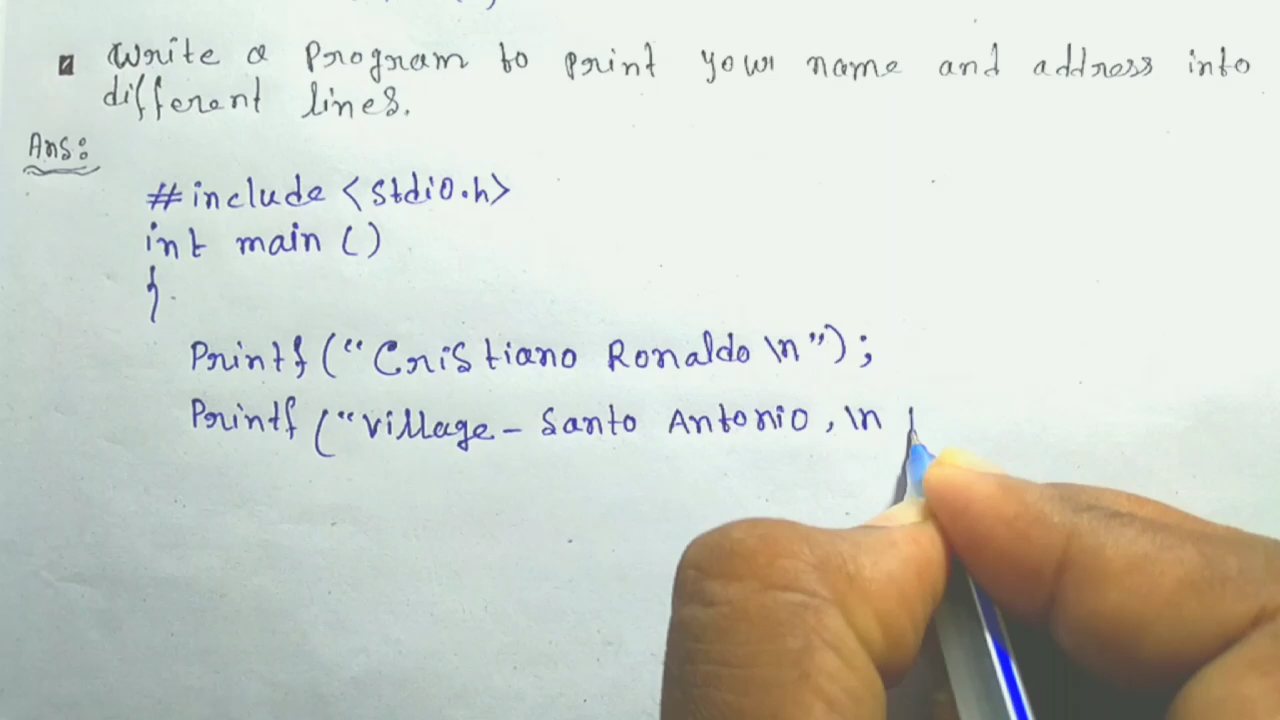 Write a Program to print your name and address into
different lines.
Ans:
#include <stdio.h>
int main ()
{
Printf ("Cristiano Ronaldo \n");
Printf ("Village - Santo Antonio, \n